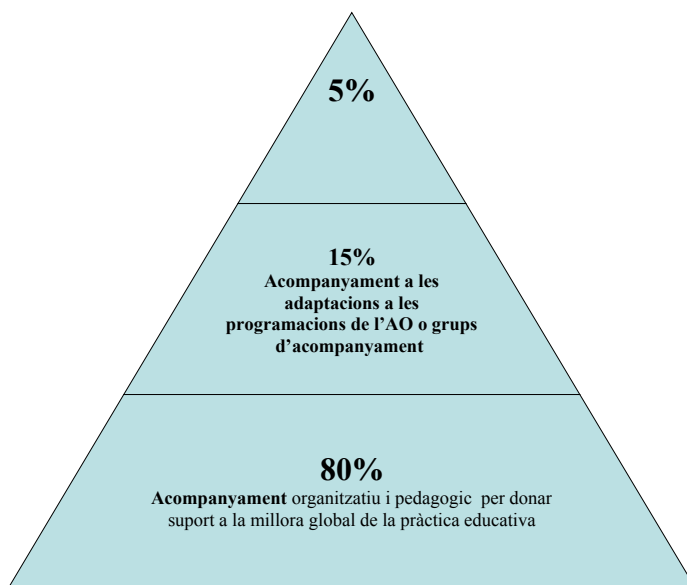 5%
15%
Acompanyament a les
adaptacions a les
programacions de l’AO o grups
d’acompanyament
80%
Acompanyament organitzatiu i pedagogic  per donar
suport a la millora global de la pràctica educativa